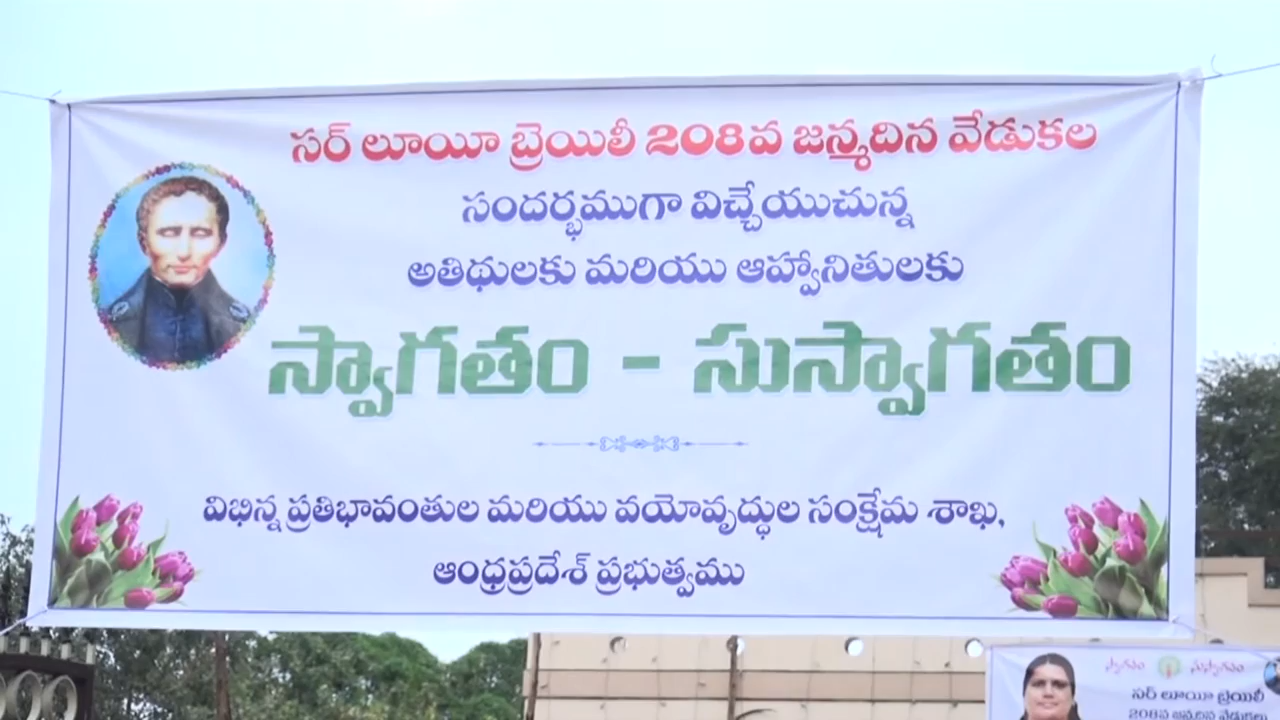 సర్ లూయీ బ్రెయిలీ 208వ జన్మదిన వేడుకల
సందర్భముగా విచ్చేయుచున్న
అతిథులకు మరియు ఆహ్వానితులకు
స్వాగతం - సుస్వాగతం
విభిన్న ప్రతిభావంతుల మరియు వయోవృద్ధుల సంక్షేమ శాఖ,
ఆంధ్రప్రదేశ్ ప్రభుత్వము
స్వాగతం సుస్వాగతం
సర్ లూయీ బ్రెయిలీ
208వ జన్మదిన వేడుకలు